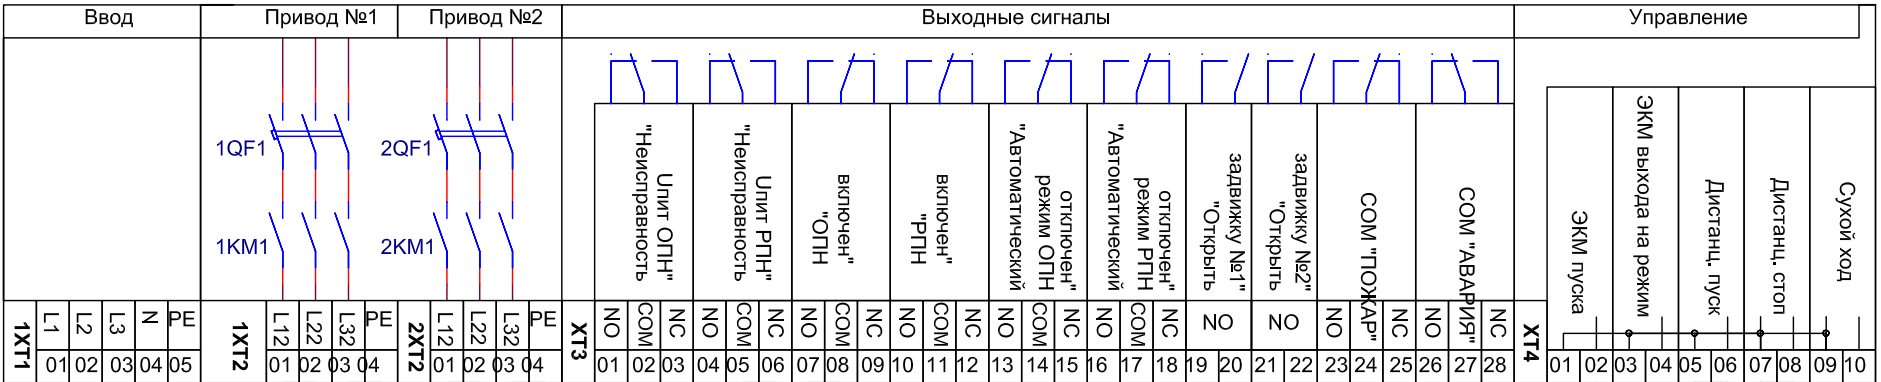 Ввод
Привод №1
Привод №2
Выходные сигналы
Управление
1QF1
2QF1
1KM1
2KM1
"Неисправность
Uпит ОПН"
"Неисправность
Uпит РПН"
"ОПН
включен"
"РПН
включен"
"Автоматический
режим ОПН
отключен"
"Автоматический
режим РПН
отключен"
"Открыть
задвижку №1"
"Открыть
задвижку №2"
COM "ПОЖАР"
COM "АВАРИЯ"
ЭКМ пуска
ЭКМ выхода на режим
Дистанц. пуск
Дистанц. стоп
Сухой ход
1XT1 L1 L2 L3 N PE
01 02 03 04 05
1XT2 L12 L22 L32 PE
01 02 03 04
2XT2 L12 L22 L32 PE
01 02 03 04
XT3 NO COM NC NO COM NC NO COM NC NO COM NC NO COM NC NO COM NC NO NO NO NC NO NC
01 02 03 04 05 06 07 08 09 10 11 12 13 14 15 16 17 18 19 20 21 22 23 24 25 26 27 28
XT4
01 02 03 04 05 06 07 08 09 10